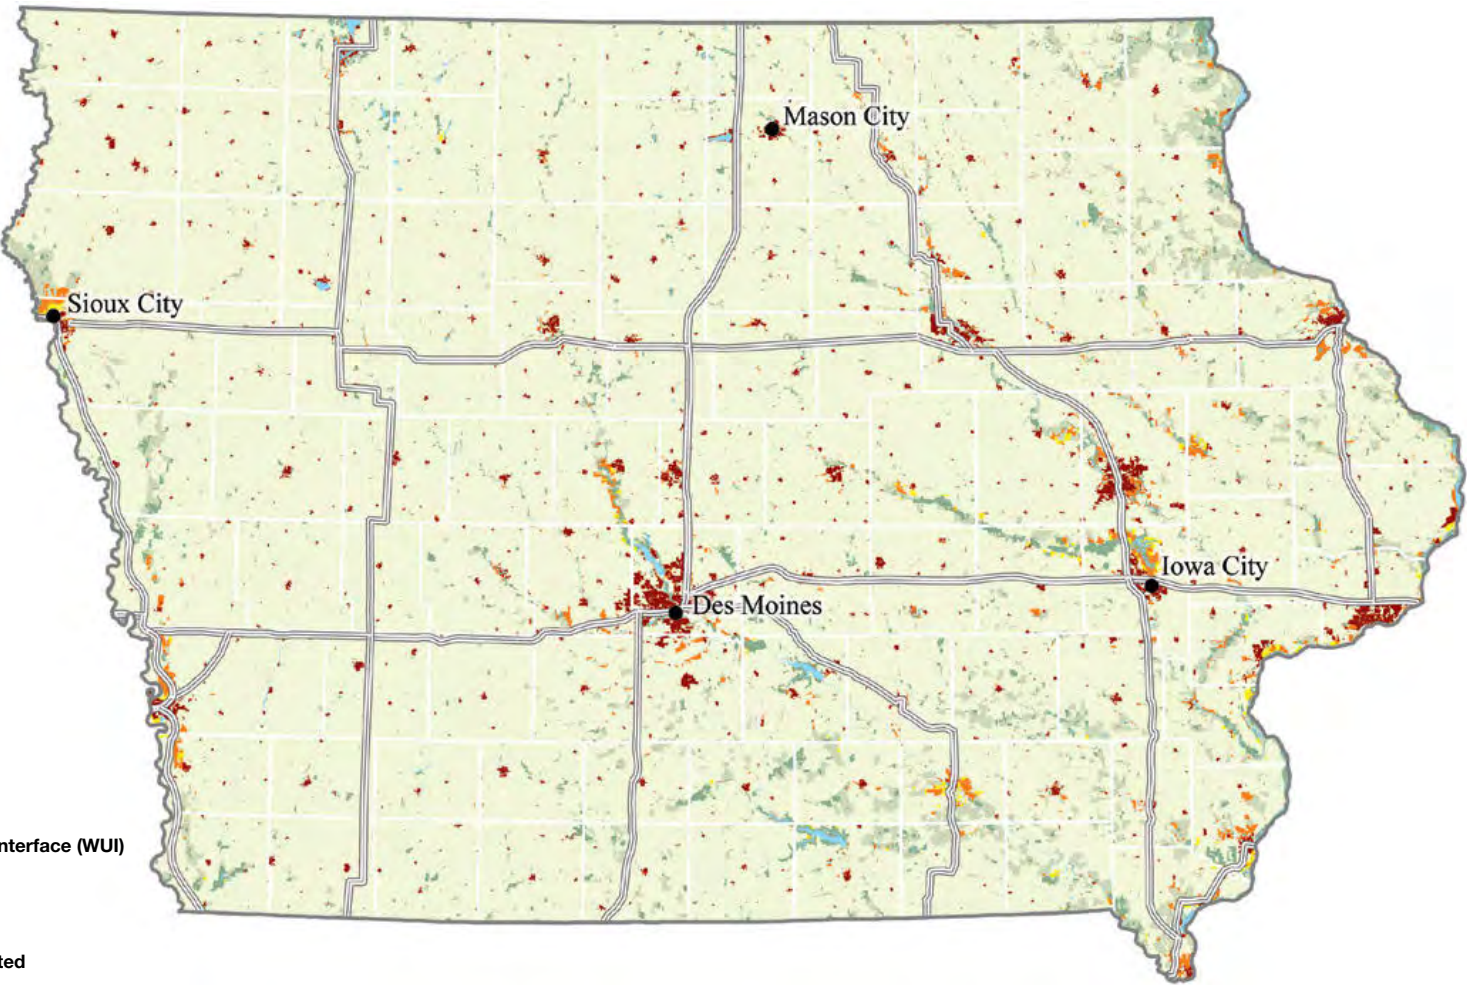 Mason City
Sioux City
Iowa City
Des Moines
nterface (WUI)
ted